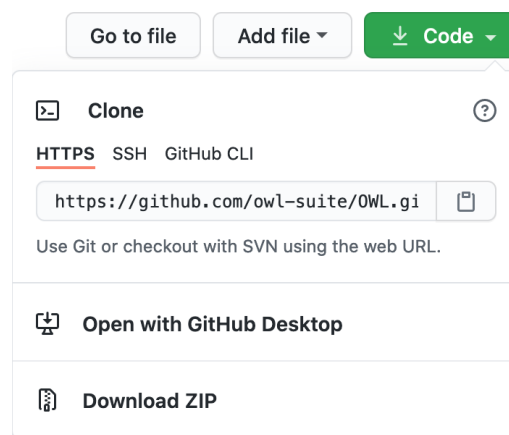 Go to file Add file Code
Clone
HTTPS SSH GitHub CLI
https://github.com/owl-suite/OWL.gi
Use Git or checkout with SVN using the web URL.
Open with GitHub Desktop
Download ZIP